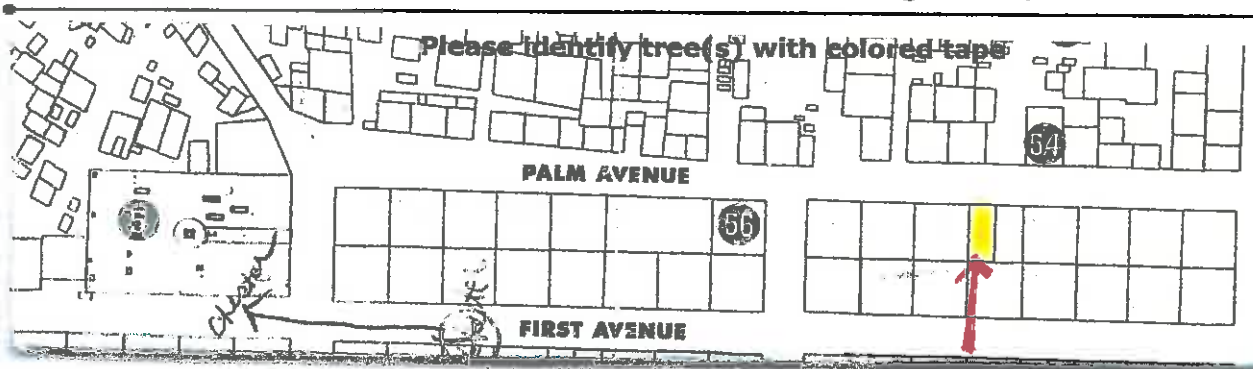 Please identify tree(s) with colored tape
54
PALM AVENUE
56
FIRST AVENUE